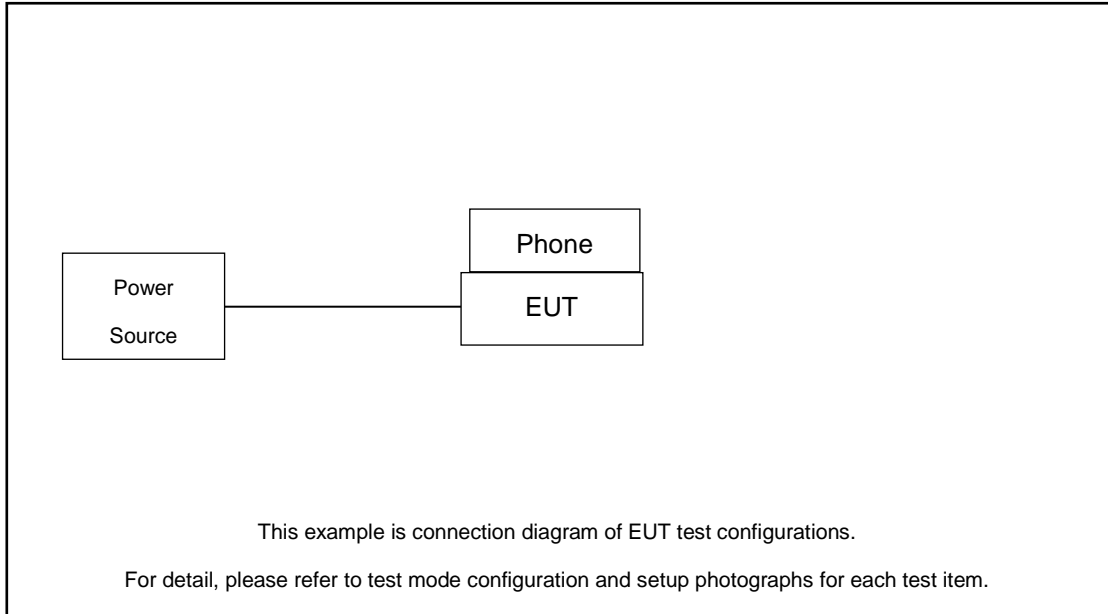 Phone
Power
Source
EUT
This example is connection diagram of EUT test configurations.
For detail, please refer to test mode configuration and setup photographs for each test item.